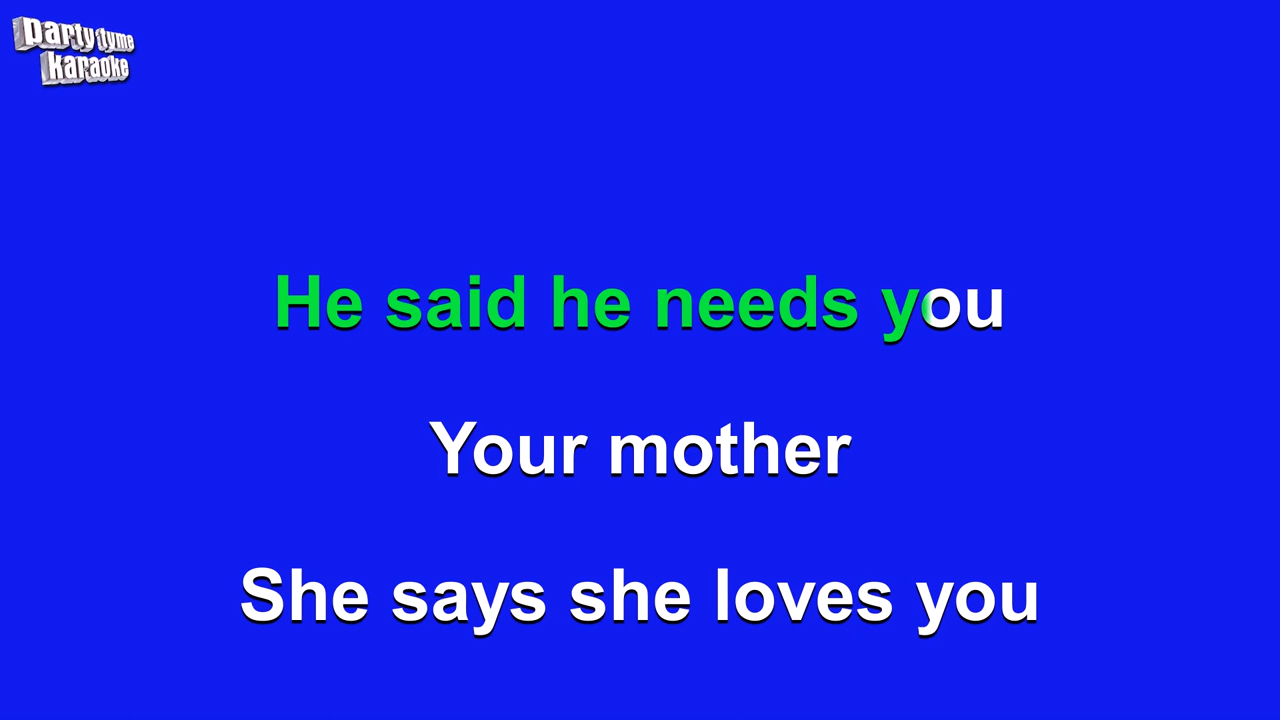 party tyme
karaoke
He said he needs you
Your mother
She says she loves you